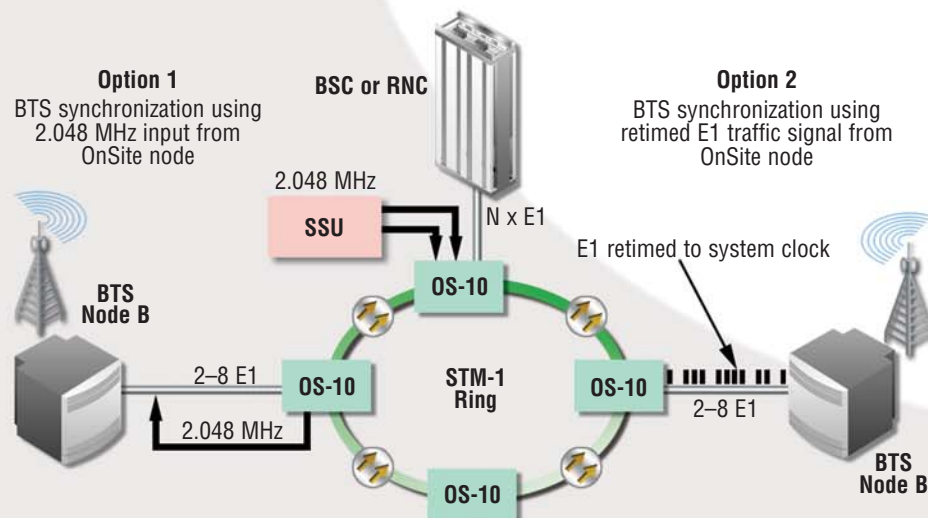 Option 1
BTS synchronization using
2.048 MHz input from
OnSite node
BSC or RNC
Option 2
BTS synchronization using
retimed E1 traffic signal from
OnSite node
2.048 MHz
SSU
N x E1
E1 retimed to system clock
OS-10
BTS
Node B
2–8 E1
OS-10
2.048 MHz
STM-1
Ring
OS-10
2–8 E1
BTS
Node B
OS-10